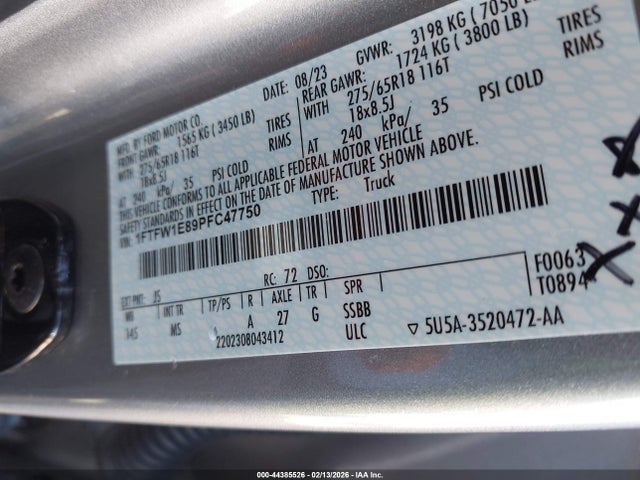 MFD. BY FORD MOTOR CO. DATE: 08/23 GVWR: 3198 KG ( 7050 LB)
FRONT GAWR: 1565 KG ( 3450 LB) REAR GAWR: 1724 KG ( 3800 LB)
WITH 275/65R18 116T TIRES WITH 275/65R18 116T TIRES
18x8.5J RIMS 18x8.5J RIMS
AT 240 kPa/ 35 PSI COLD AT 240 kPa/ 35 PSI COLD
THIS VEHICLE CONFORMS TO ALL APPLICABLE FEDERAL MOTOR VEHICLE
SAFETY STANDARDS IN EFFECT ON THE DATE OF MANUFACTURE SHOWN ABOVE.
VIN: 1FTFW1E89PFC47750 TYPE: Truck
F0063
T0894
EXT PNT: JS RC: 72 DSO:
WB INT TR TP/PS R AXLE TR SPR
145 MS A 27 G SSBB
2202308043412 ULC 5U5A-3520472-AA
000-44385526 - 02/13/2026 - IAA Inc.